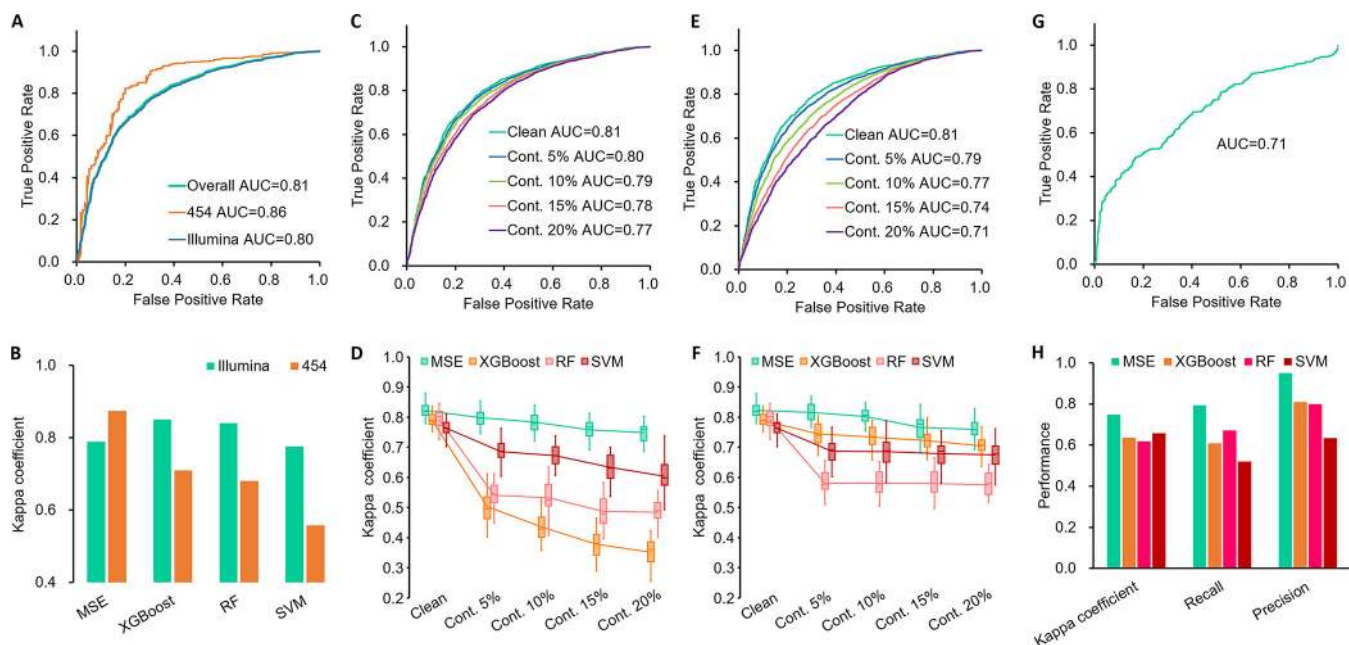 A
True Positive Rate
1.0
0.8
0.6
0.4
0.2
0.0
Overall AUC=0.81
454 AUC=0.86
Illumina AUC=0.80
0.0 0.2 0.4 0.6 0.8 1.0
False Positive Rate
C
True Positive Rate
1.0
0.8
0.6
0.4
0.2
0.0
Clean AUC=0.81
Cont. 5% AUC=0.80
Cont. 10% AUC=0.79
Cont. 15% AUC=0.78
Cont. 20% AUC=0.77
0.0 0.2 0.4 0.6 0.8 1.0
False Positive Rate
E
True Positive Rate
1.0
0.8
0.6
0.4
0.2
0.0
Clean AUC=0.81
Cont. 5% AUC=0.79
Cont. 10% AUC=0.77
Cont. 15% AUC=0.74
Cont. 20% AUC=0.71
0.0 0.2 0.4 0.6 0.8 1.0
False Positive Rate
G
True Positive Rate
1.0
0.8
0.6
0.4
0.2
0.0
AUC=0.71
0.0 0.2 0.4 0.6 0.8 1.0
False Positive Rate
B
Kappa coefficient
1.0
0.8
0.6
0.4
Illumina 454
MSE XGBoost RF SVM
D
Kappa coefficient
1.0
0.9
0.8
0.7
0.6
0.5
0.4
0.3
0.2
MSE XGBoost RF SVM
Clean Cont. 5% Cont. 10% Cont. 15% Cont. 20%
F
Kappa coefficient
1.0
0.9
0.8
0.7
0.6
0.5
0.4
0.3
0.2
MSE XGBoost RF SVM
Clean Cont. 5% Cont. 10% Cont. 15% Cont. 20%
H
Performance
1.0
0.8
0.6
0.4
0.2
0.0
MSE XGBoost RF SVM
Kappa coefficient Recall Precision